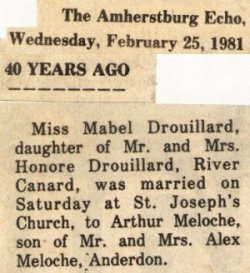 The Amherstburg Echo,
Wednesday, February 25, 1981
40 YEARS AGO
Miss Mabel Drouillard,
daughter of Mr. and Mrs.
Honore Drouillard, River
Canard, was married on
Saturday at St. Joseph's
Church, to Arthur Meloche,
son of Mr. and Mrs. Alex
Meloche, Anderdon.